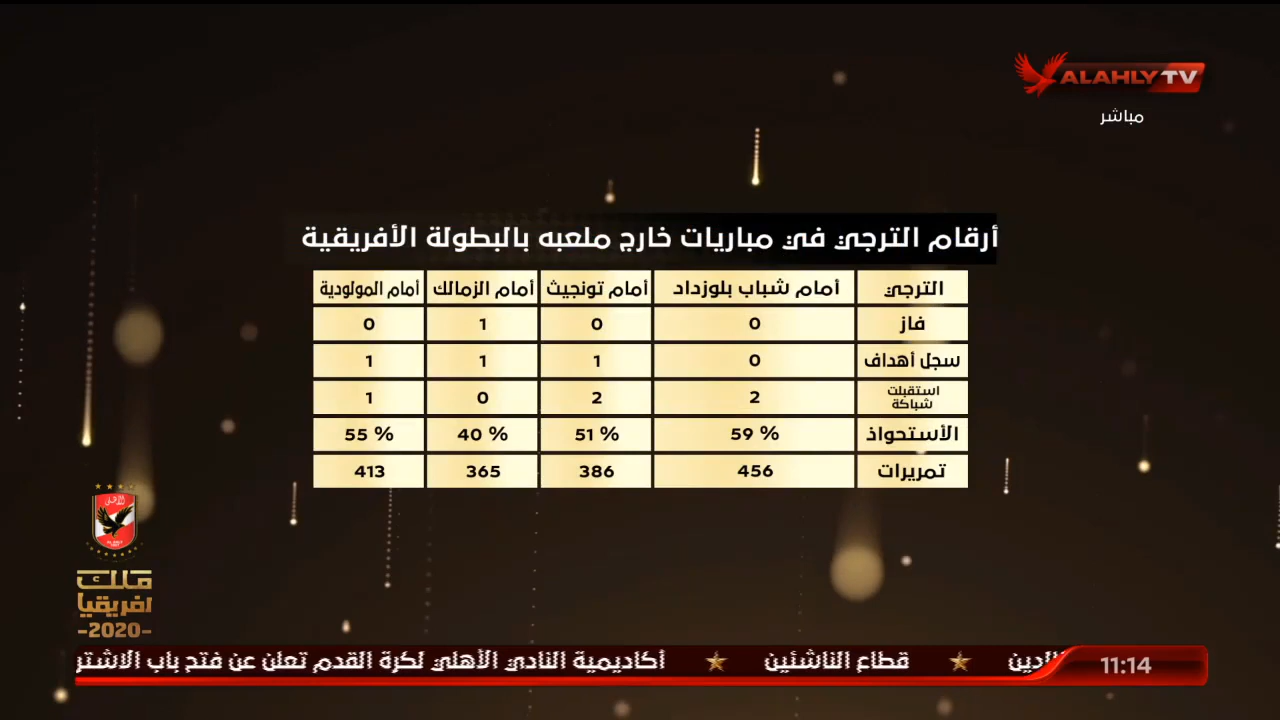 ALAHLY TV
مباشر
أرقام الترجي في مباريات خارج ملعبه بالبطولة الأفريقية
الترجي أمام شباب بلوزداد أمام تونجيث أمام الزمالك أمام المولودية
فاز 0 0 1 0
سجل أهداف 0 1 1 1
استقبلت شباكة 2 2 0 1
الأستحواذ 59 % 51 % 40 % 55 %
تمريرات 456 386 365 413
الأهلي
ملك
افريقيا
-2020-
11:14 قطاع الناشئين أكاديمية النادي الأهلي لكرة القدم تعلن عن فتح باب